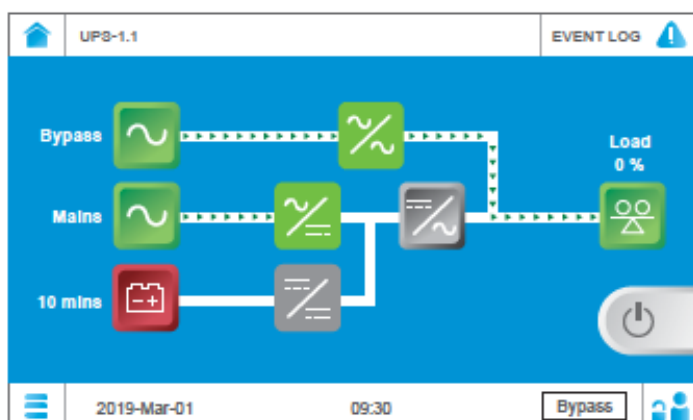 UPS-1.1
EVENT LOG
Bypass
Load
0 %
Mains
10 mins
2019-Mar-01
09:30
Bypass